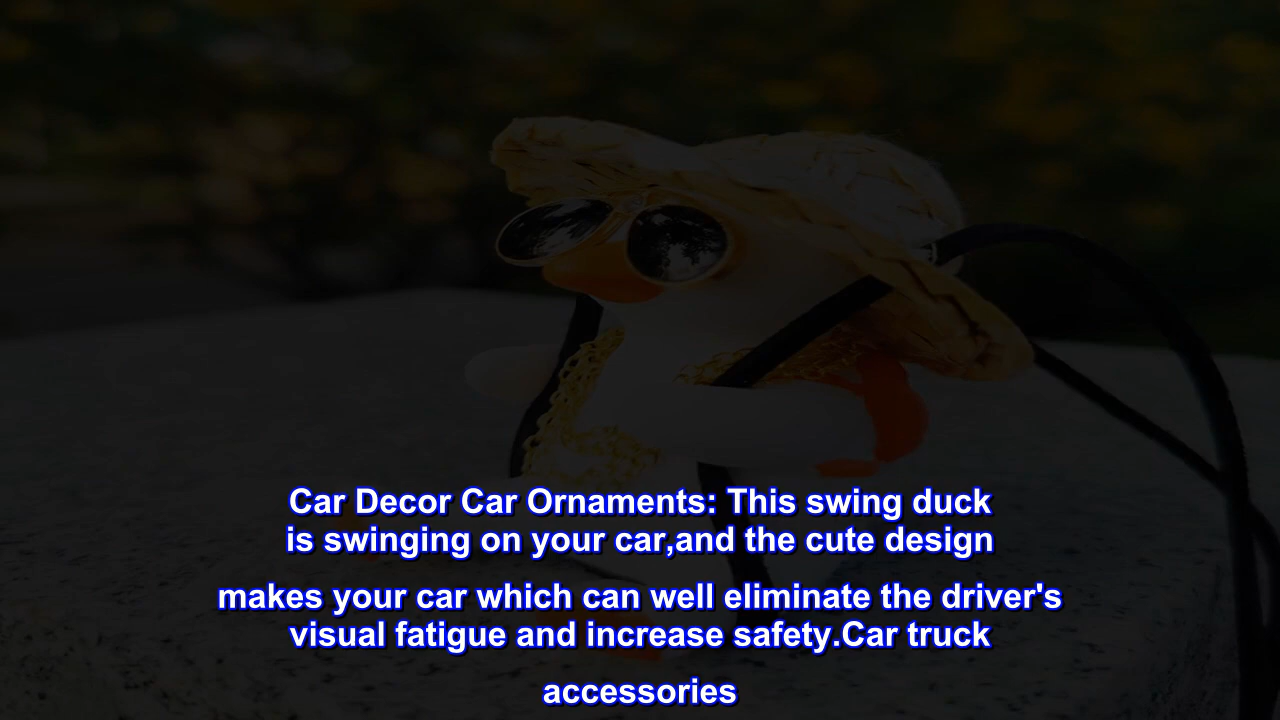 Car Decor Car Ornaments: This swing duck
is swinging on your car,and the cute design
makes your car which can well eliminate the driver's
visual fatigue and increase safety.Car truck
accessories